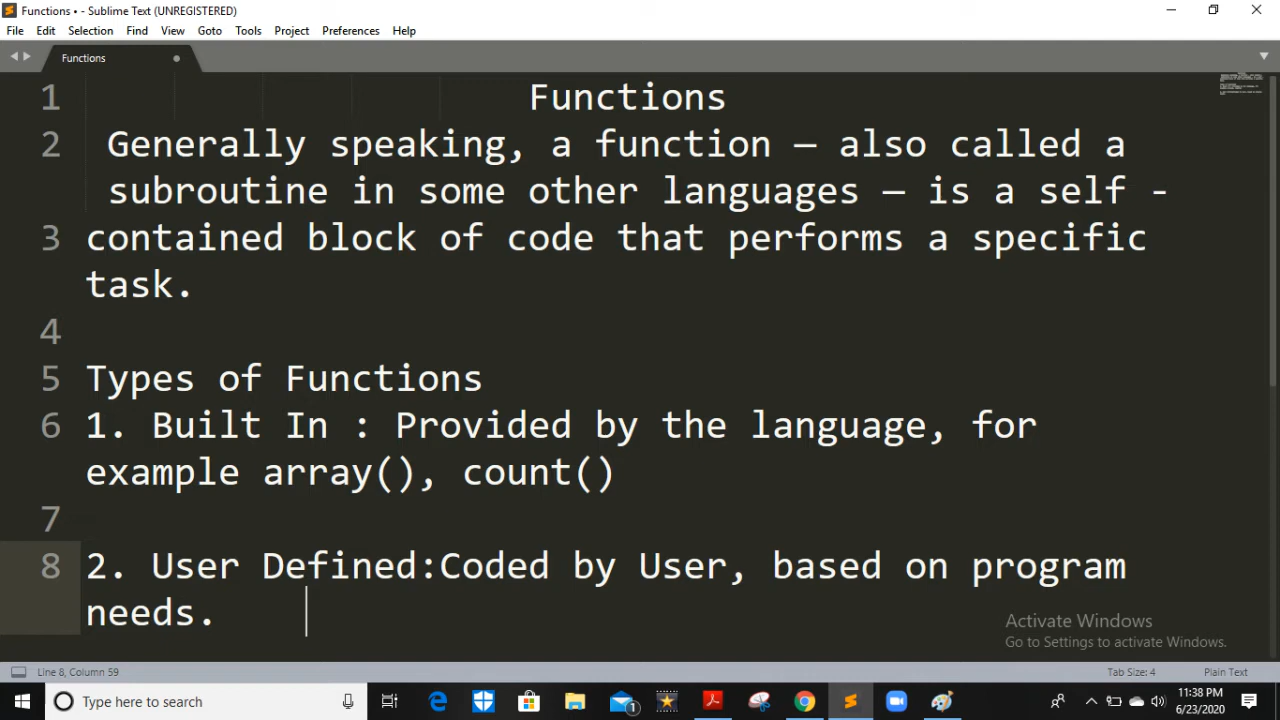 Functions • - Sublime Text (UNREGISTERED)
File Edit Selection Find View Goto Tools Project Preferences Help
Functions
1 Functions
2 Generally speaking, a function – also called a
subroutine in some other languages – is a self -
3 contained block of code that performs a specific
task.
4
5 Types of Functions
6 1. Built In : Provided by the language, for
example array(), count()
7
8 2. User Defined:Coded by User, based on program
needs.
Activate Windows
Go to Settings to activate Windows.
Line 8, Column 59 Tab Size: 4 Plain Text
Type here to search 1 11:38 PM
6/23/2020